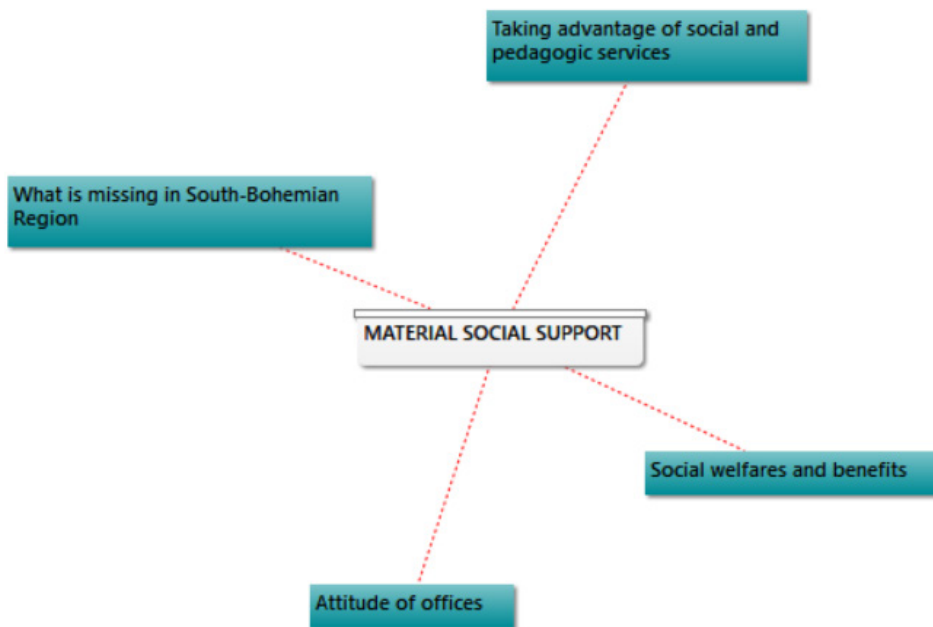 Taking advantage of social and
pedagogic services
What is missing in South-Bohemian
Region
MATERIAL SOCIAL SUPPORT
Social welfares and benefits
Attitude of offices